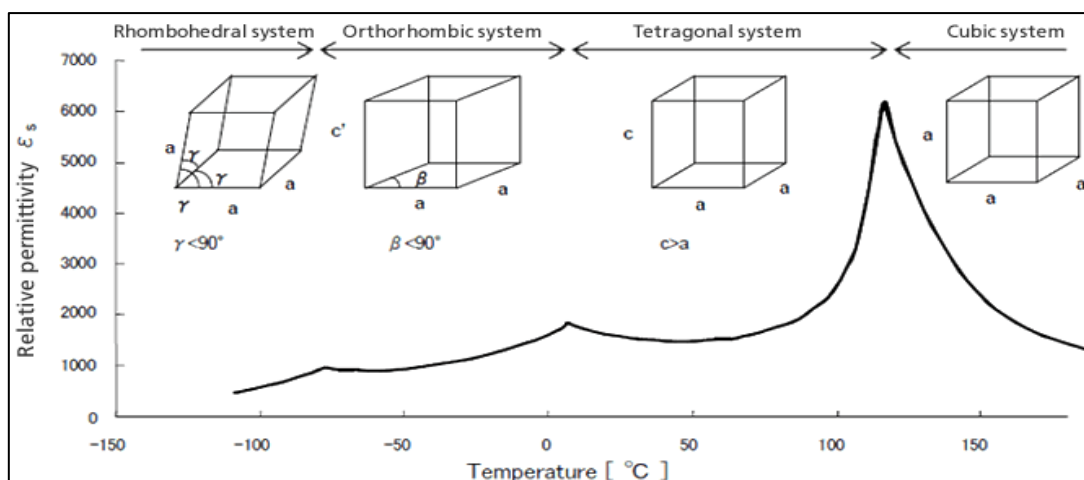 Rhombohedral system Orthorhombic system Tetragonal system Cubic system
7000
6000
5000
4000
3000
2000
1000
0
Relative permittivity εs
a γ γ γ a a
γ<90°
c' β a a
β<90°
c a a
c>a
a a a
-150 -100 -50 0 50 100 150
Temperature [ °C]